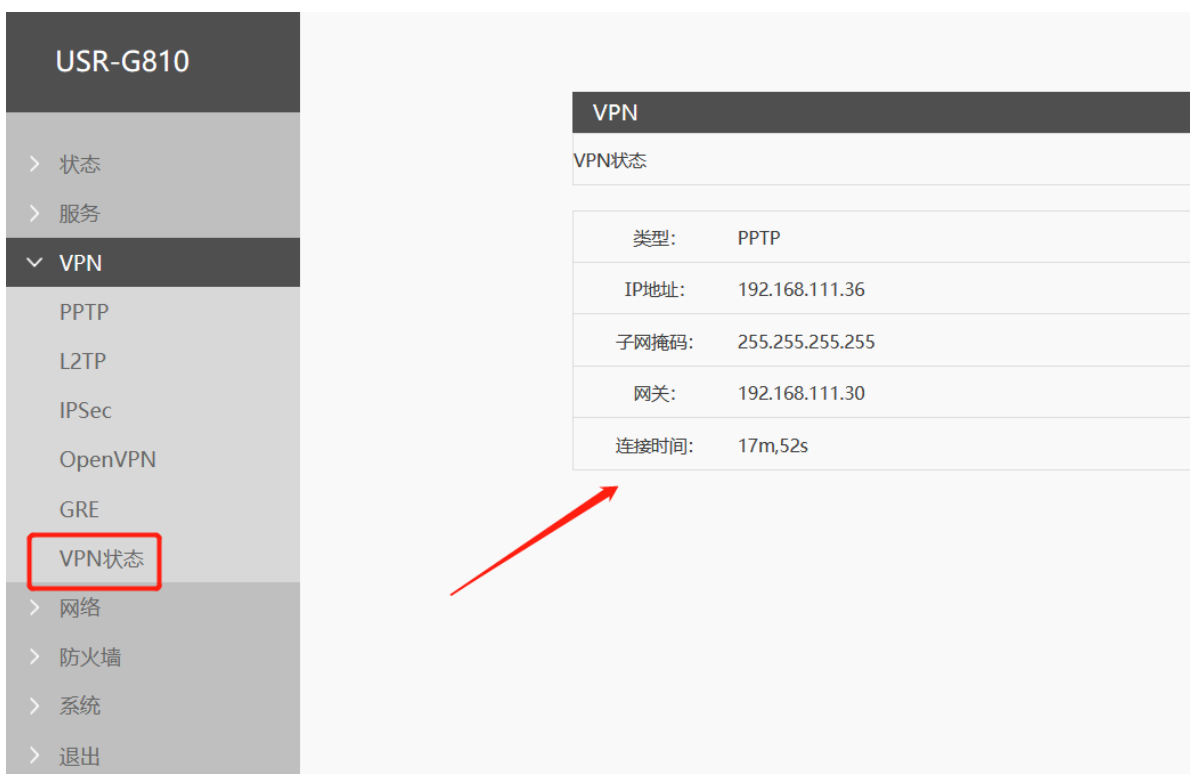 USR-G810
状态
服务
VPN
PPTP
L2TP
IPSec
OpenVPN
GRE
VPN状态
网络
防火墙
系统
退出
VPN
VPN状态
类型: PPTP
IP地址: 192.168.111.36
子网掩码: 255.255.255.255
网关: 192.168.111.30
连接时间: 17m,52s